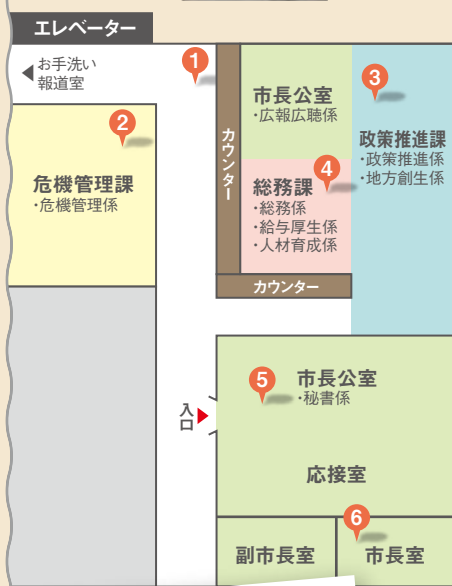 エレベーター
お手洗い
報道室
1
2
危機管理課
・危機管理係
カウンター
市長公室
・広報広聴係
3
政策推進課
・政策推進係
・地方創生係
4
総務課
・総務係
・給与厚生係
・人材育成係
カウンター
入口
5
市長公室
・秘書係
応接室
副市長室
6
市長室